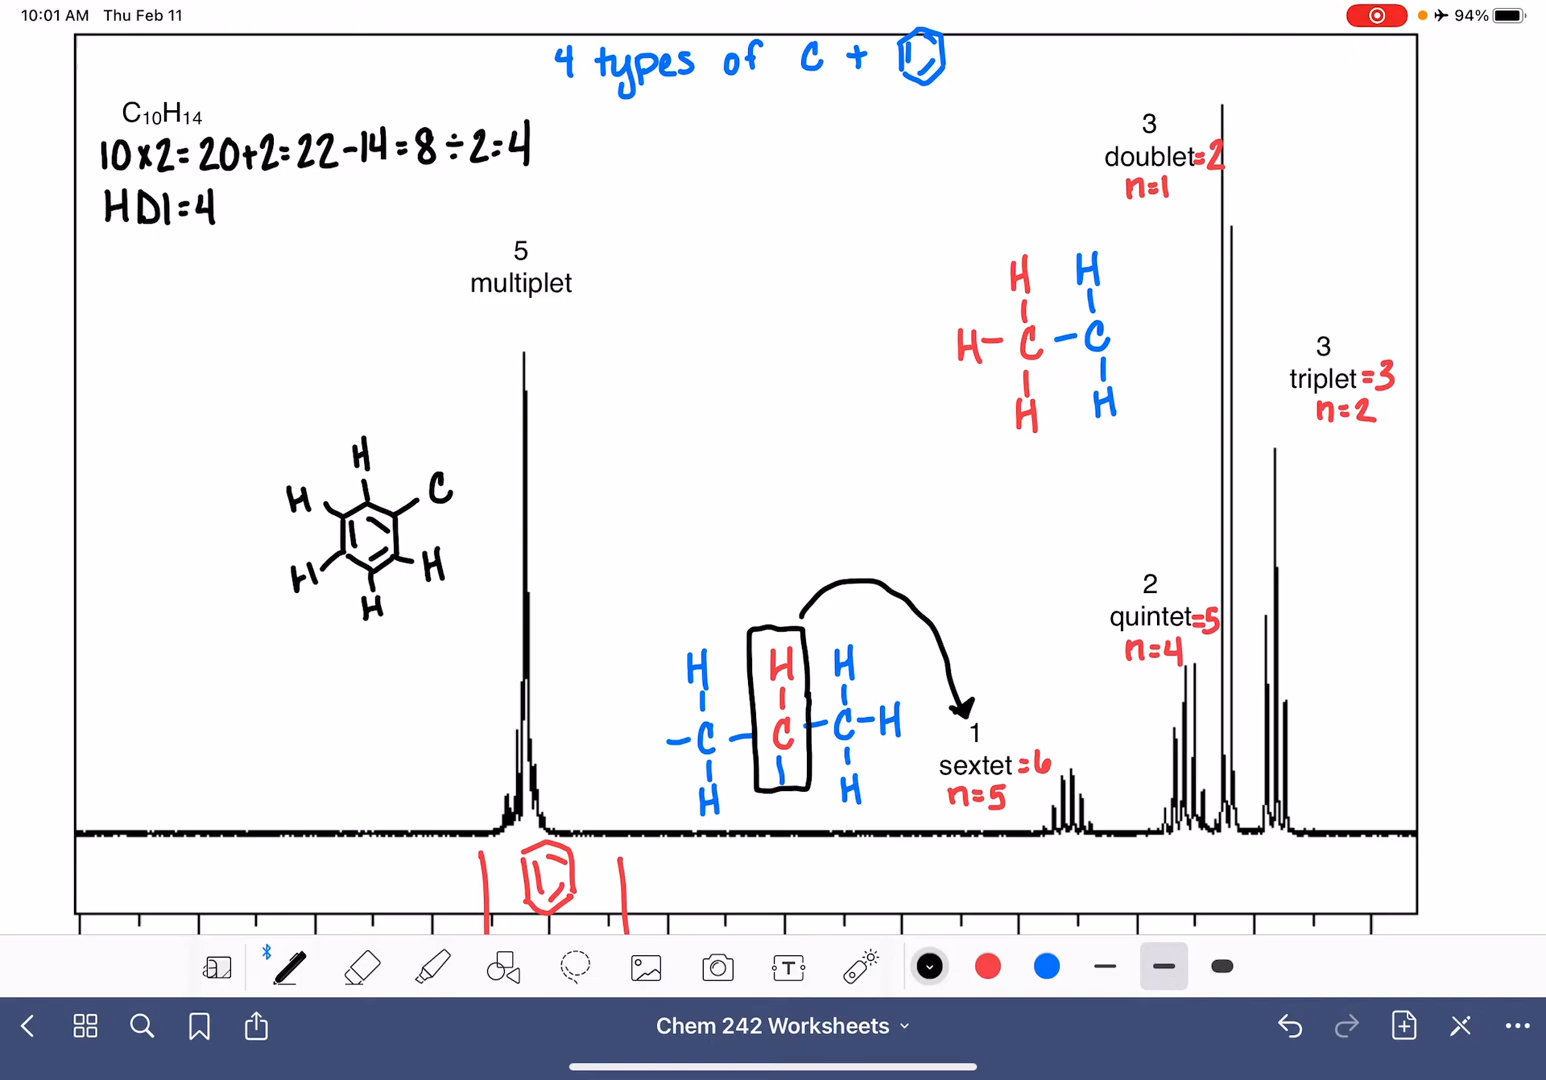 10:01 AM Thu Feb 11
94%
4 types of C +
C₁₀H₁₄
10×2=20+2=22-14=8÷2=4
HDI=4
5
multiplet
3
doublet=2
n=1
H H
H-C-C
H H
3
triplet=3
n=2
H
H C
H H
H
2
quintet=5
n=4
H H H
-C-C-C-H
H H
1
sextet=6
n=5
T
Chem 242 Worksheets